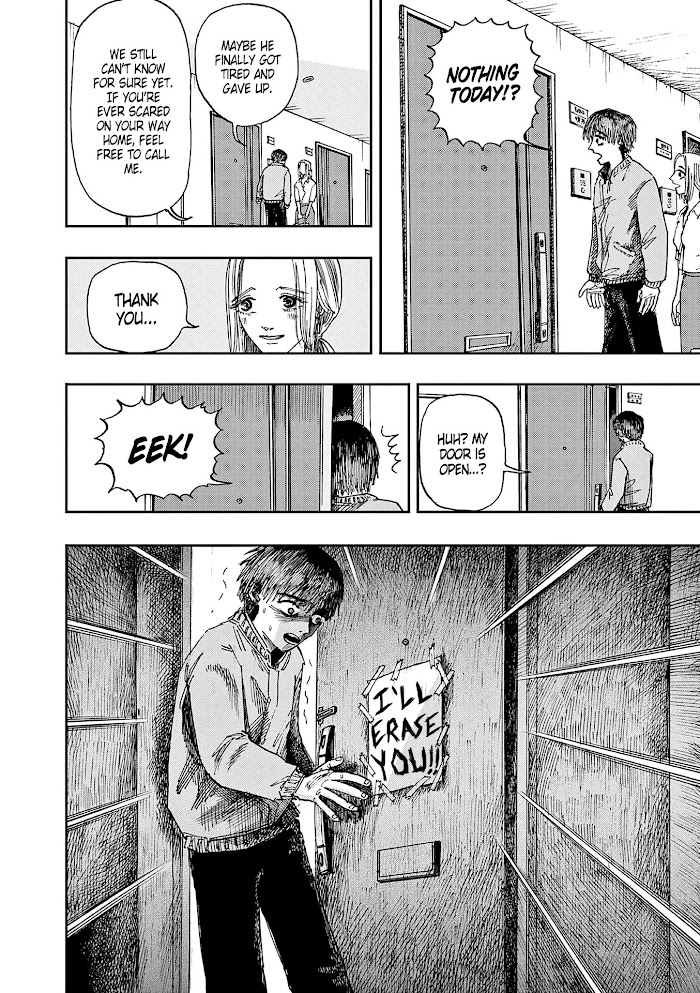 NOTHING
TODAY!?
MAYBE HE
FINALLY GOT
TIRED AND
GAVE UP.
WE STILL
CAN'T KNOW
FOR SURE YET.
IF YOU'RE
EVER SCARED
ON YOUR WAY
HOME, FEEL
FREE TO CALL
ME.
THANK
YOU...
HUH? MY
DOOR IS
OPEN...?
EEK!
I'LL
ERASE
YOU!!